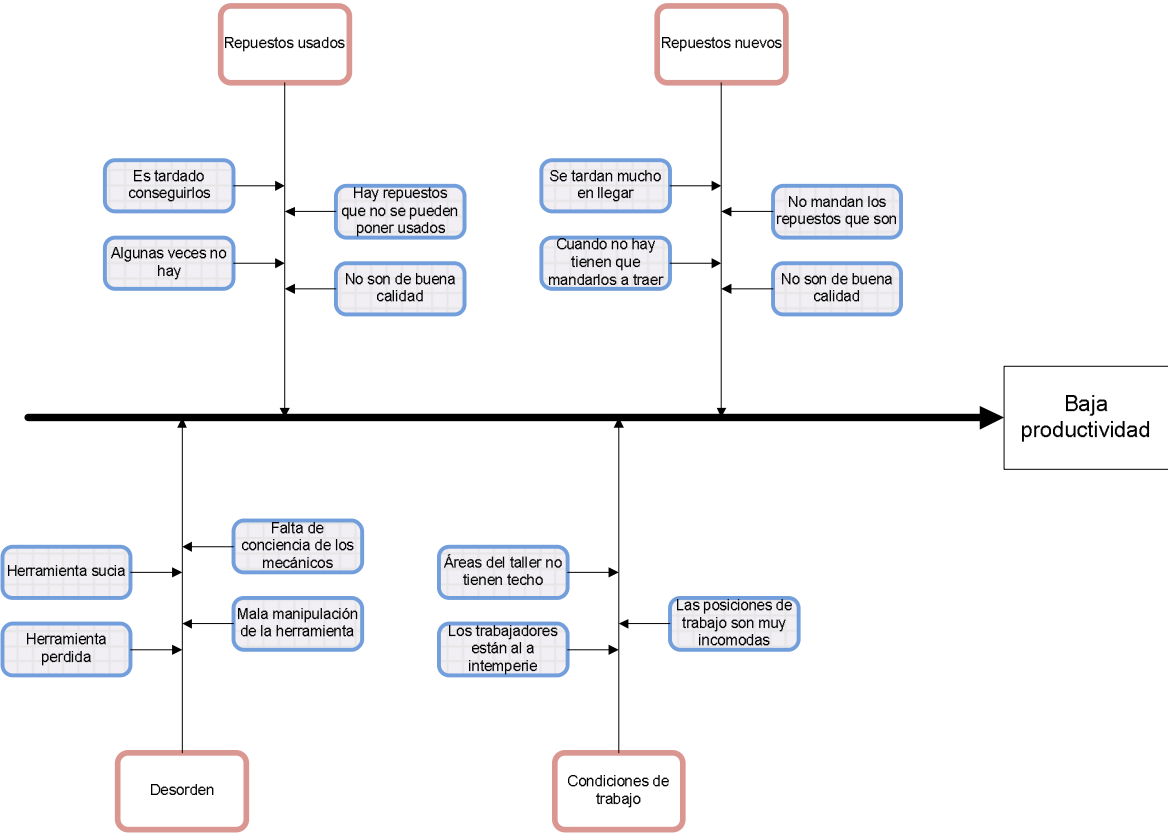 Repuestos usados
Repuestos nuevos
Es tardado
conseguirlos
Hay repuestos
que no se pueden
poner usados
Algunas veces no
hay
No son de buena
calidad
Se tardan mucho
en llegar
No mandan los
repuestos que son
Cuando no hay
tienen que
mandarlos a traer
No son de buena
calidad
Baja
productividad
Falta de
conciencia de los
mecánicos
Herramienta sucia
Mala manipulación
de la herramienta
Herramienta
perdida
Áreas del taller no
tienen techo
Las posiciones de
trabajo son muy
incomodas
Los trabajadores
están al a
intemperie
Desorden
Condiciones de
trabajo